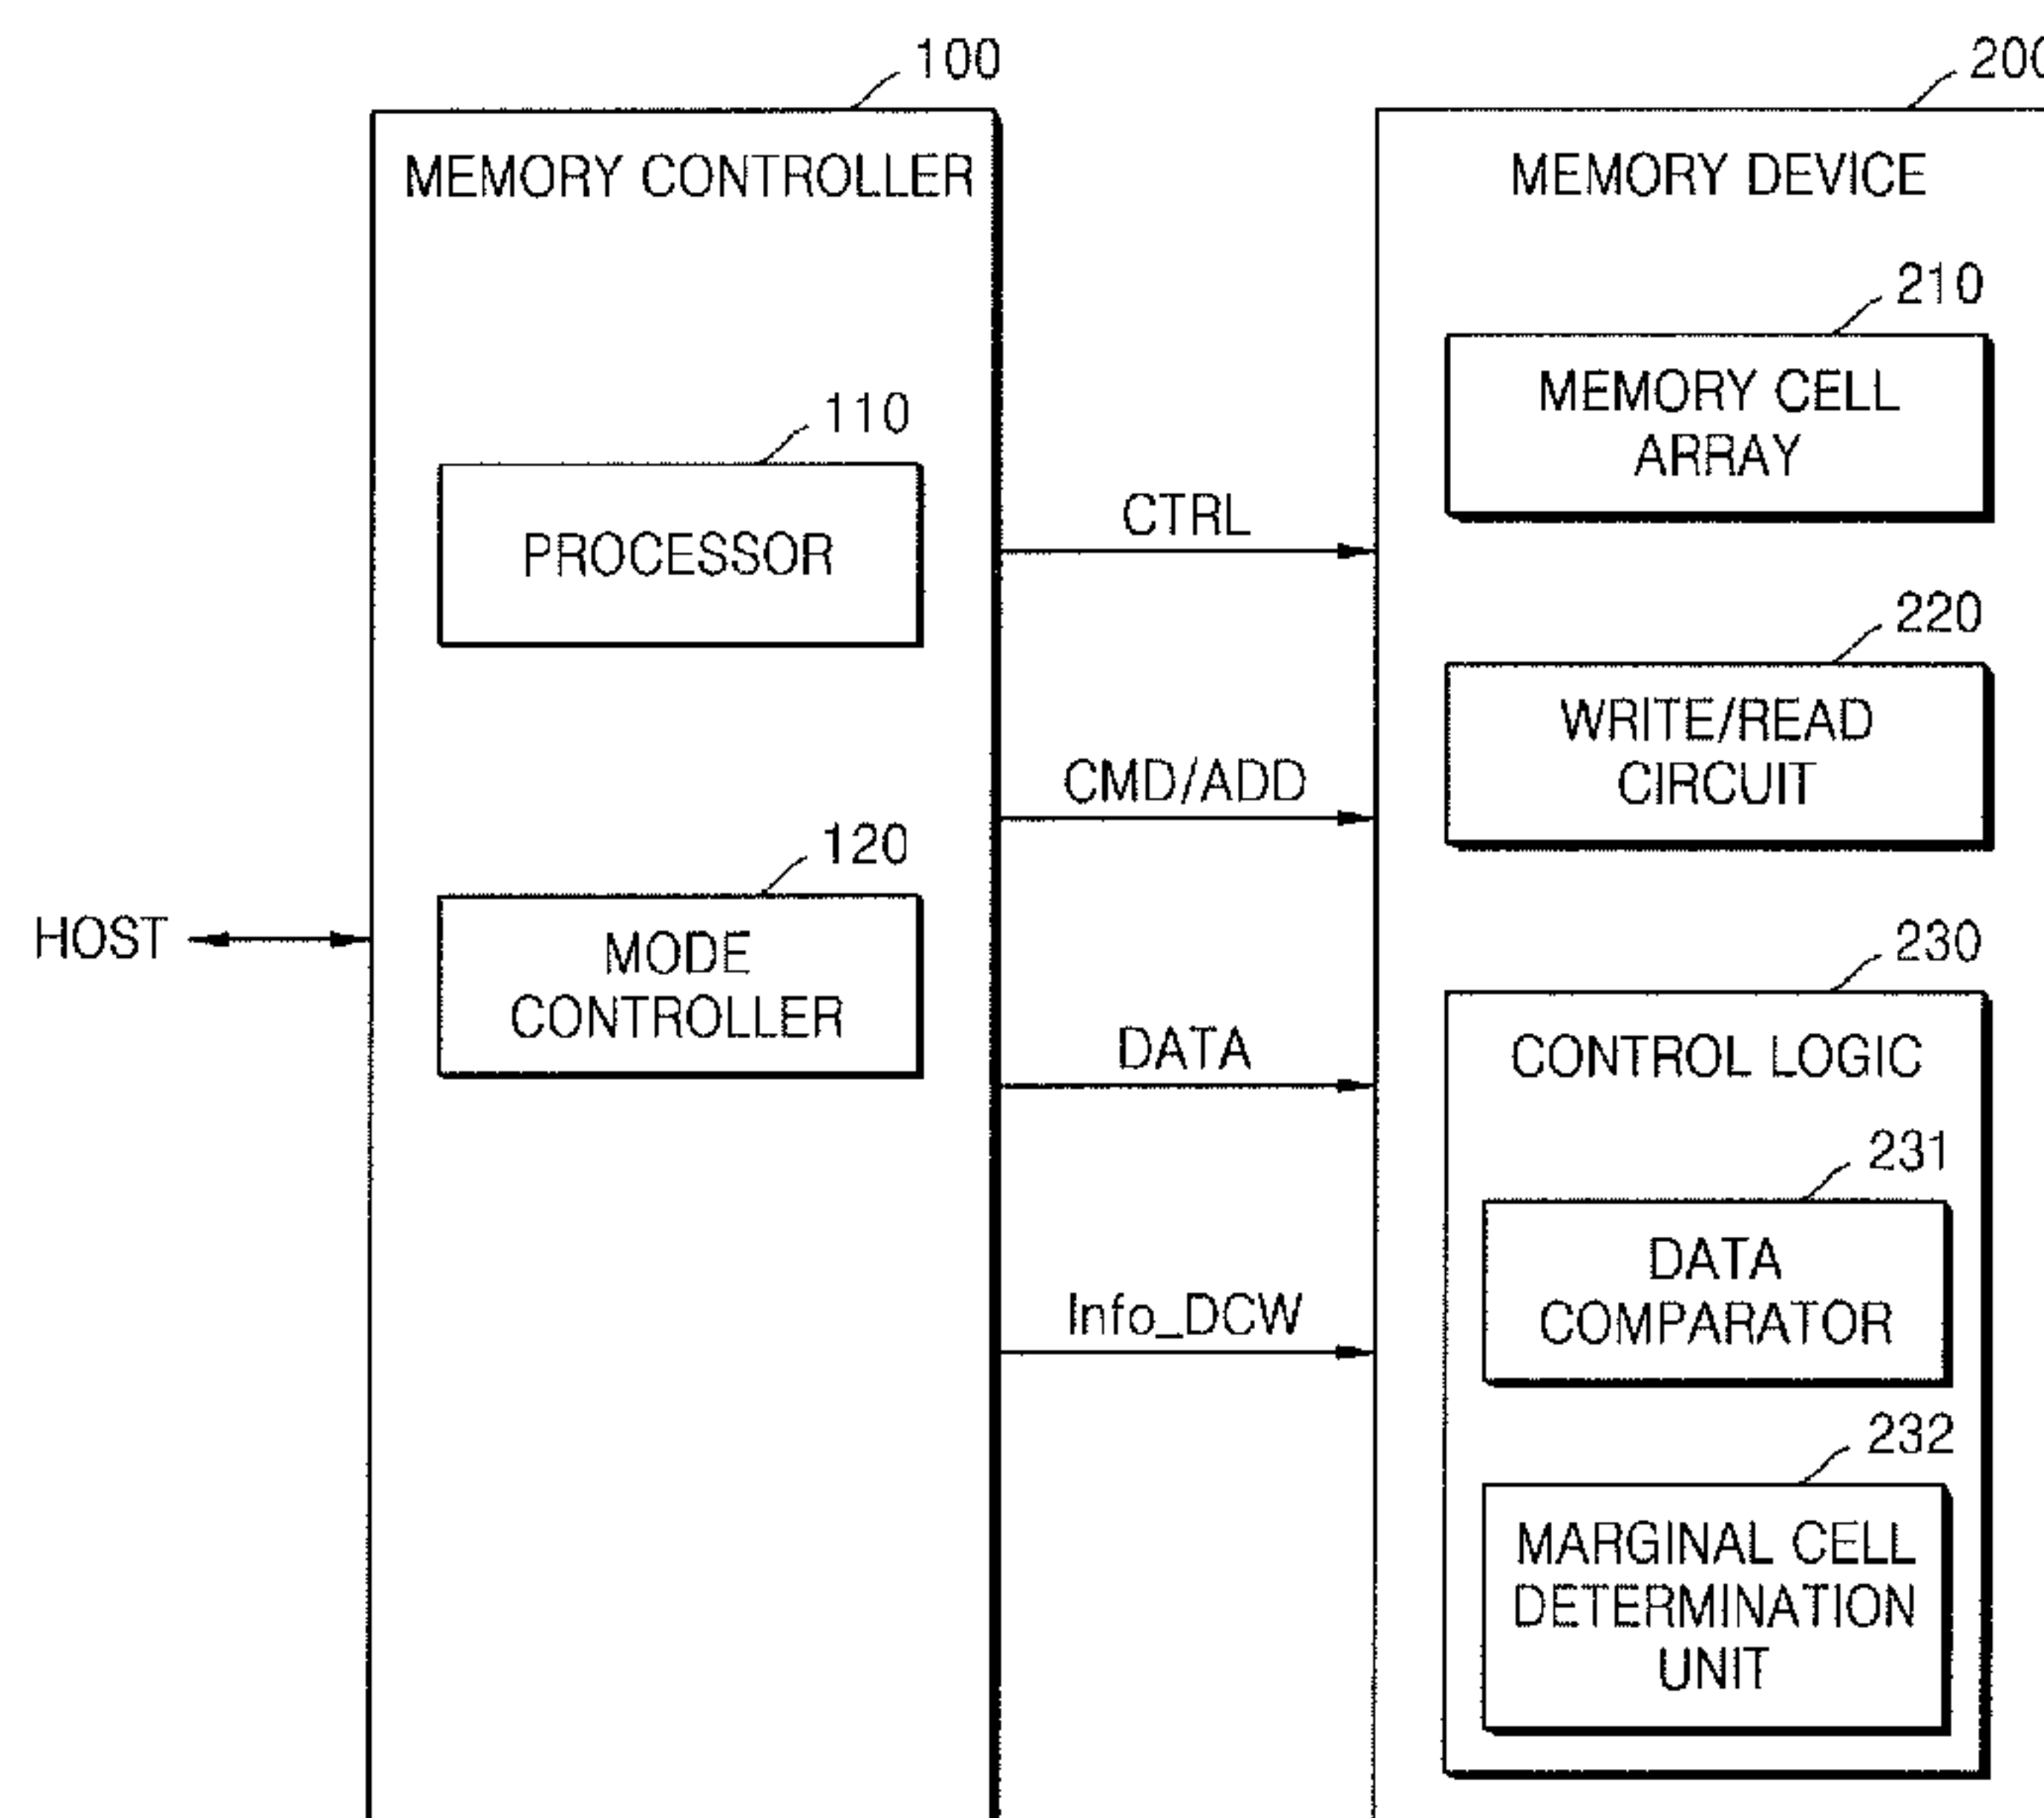 100
200
MEMORY CONTROLLER
MEMORY DEVICE
210
MEMORY CELL
ARRAY
110
PROCESSOR
CTRL
220
WRITE/READ
CIRCUIT
CMD/ADD
120
MODE
CONTROLLER
HOST
230
CONTROL LOGIC
DATA
231
DATA
COMPARATOR
Info_DCW
232
MARGINAL CELL
DETERMINATION
UNIT